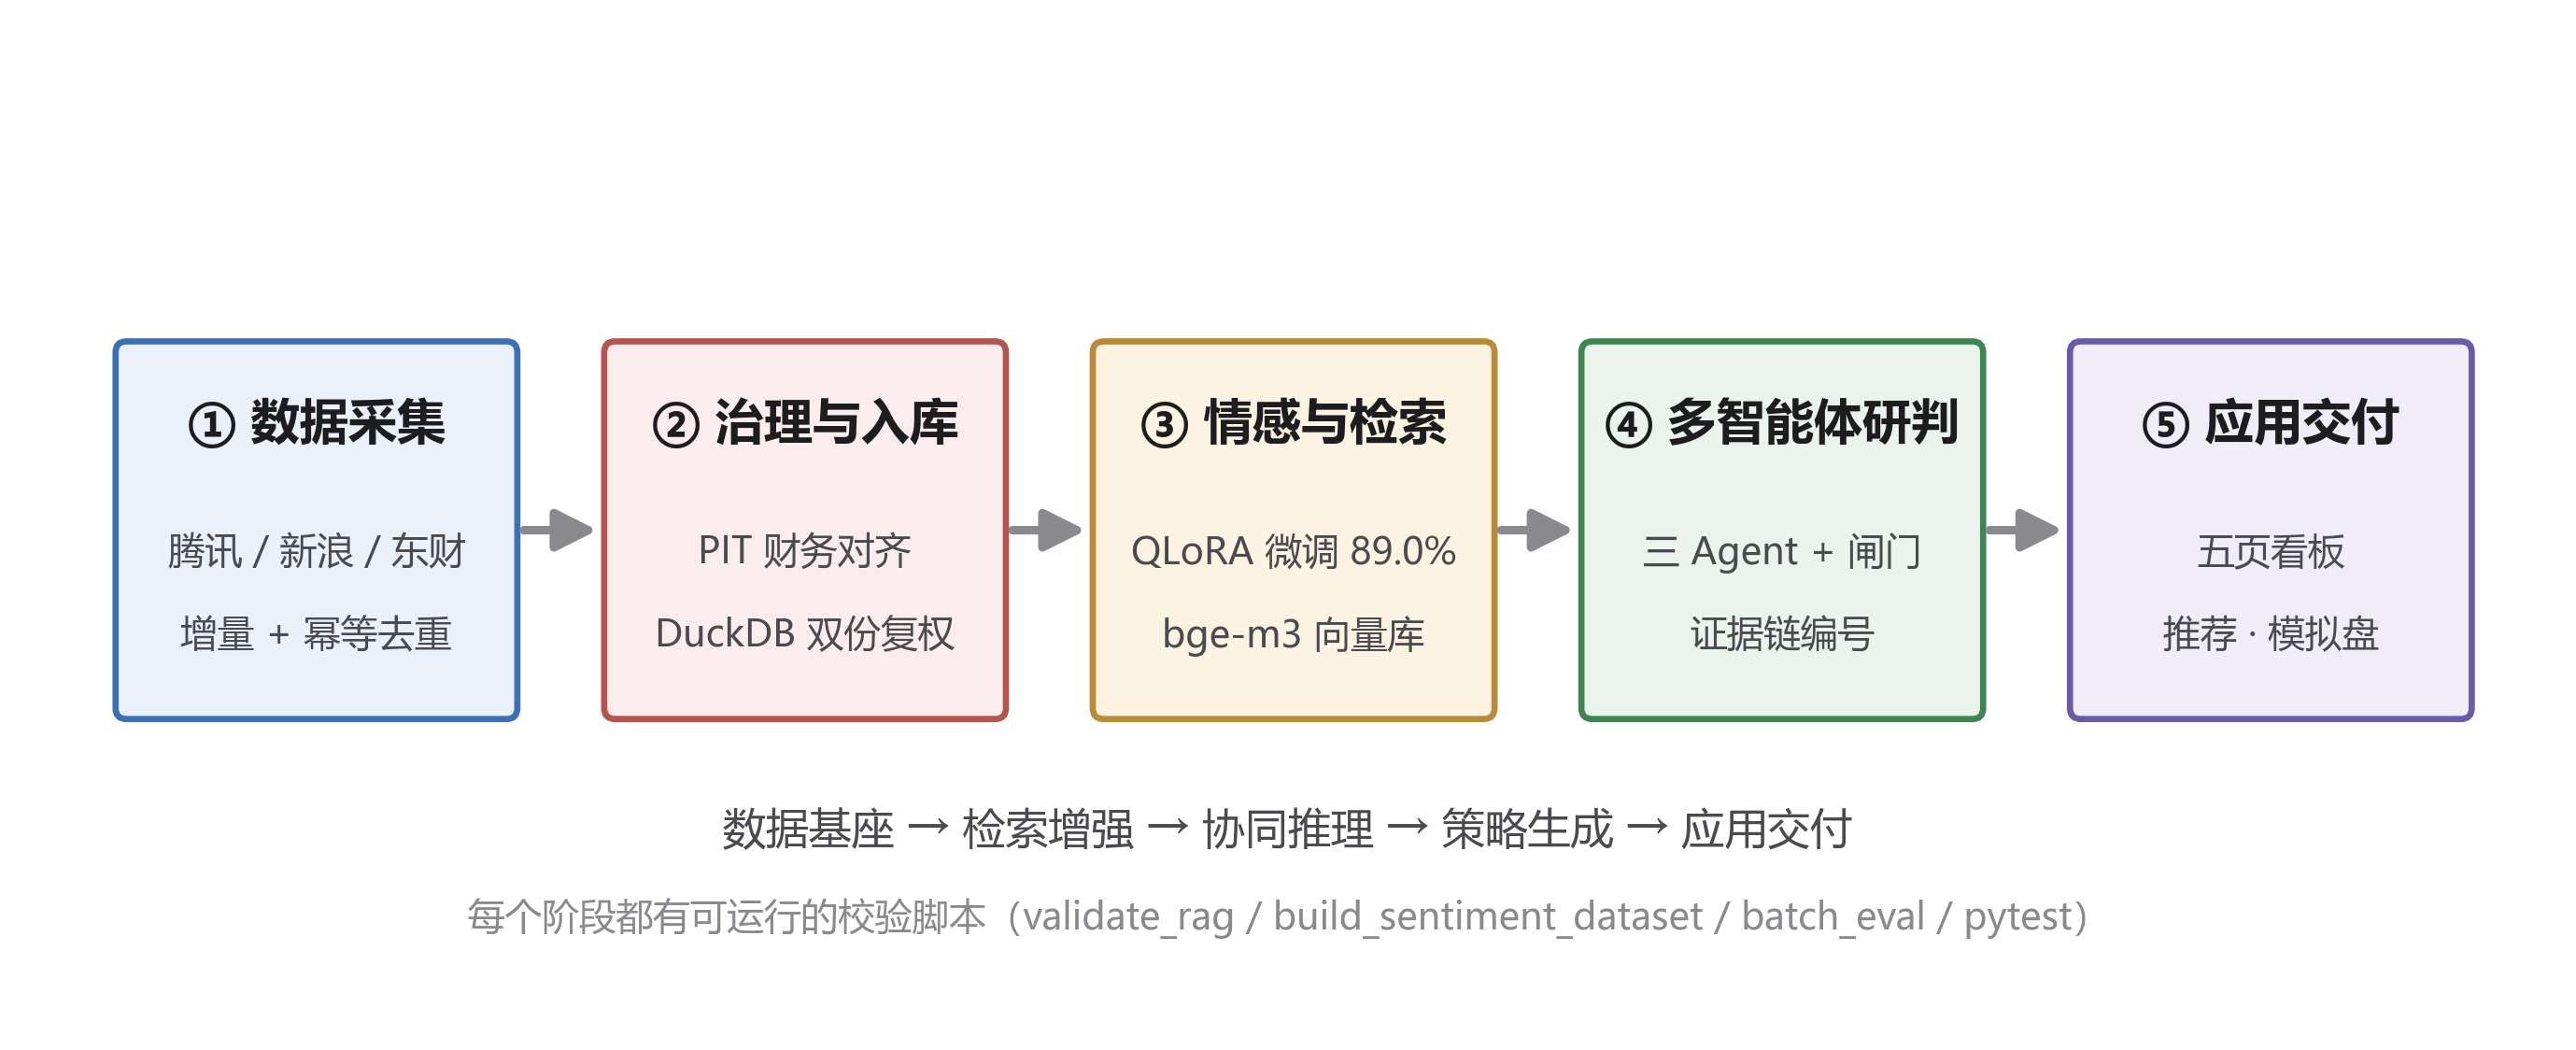 ① 数据采集
腾讯 / 新浪 / 东财
增量 + 幂等去重
② 治理与入库
PIT 财务对齐
DuckDB 双份复权
③ 情感与检索
QLoRA 微调 89.0%
bge-m3 向量库
④ 多智能体研判
三 Agent + 闸门
证据链编号
⑤ 应用交付
五页看板
推荐 · 模拟盘
数据基座 → 检索增强 → 协同推理 → 策略生成 → 应用交付
每个阶段都有可运行的校验脚本（validate_rag / build_sentiment_dataset / batch_eval / pytest）